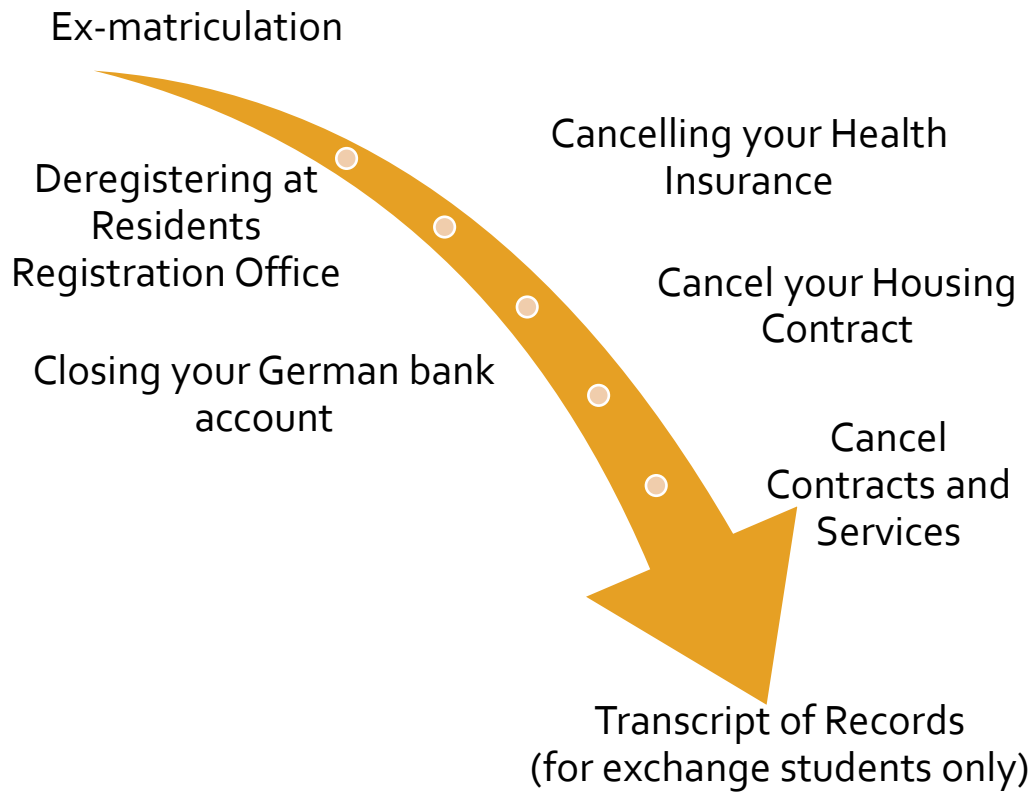 Ex-matriculation
Cancelling your Health
Insurance
Deregistering at
Residents
Registration Office
Cancel your Housing
Contract
Closing your German bank
account
Cancel
Contracts and
Services
Transcript of Records
(for exchange students only)